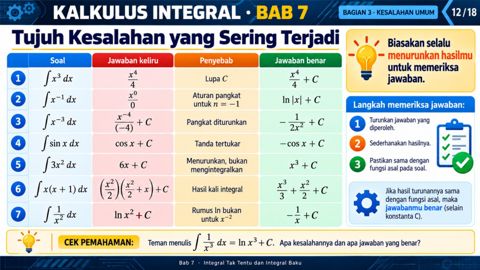 KALKULUS INTEGRAL • BAB 7
BAGIAN 3 - KESALAHAN UMUM
12/18
Tujuh Kesalahan yang Sering Terjadi
Soal | Jawaban keliru | Penyebab | Jawaban benar
1 | ∫ x³ dx | x⁴/4 | Lupa C | x⁴/4 + C
2 | ∫ x⁻¹ dx | x⁰/0 | Aturan pangkat untuk n = −1 | ln |x| + C
3 | ∫ x⁻³ dx | x⁻⁴/(−4) + C | Pangkat diturunkan | −1/(2x²) + C
4 | ∫ sin x dx | cos x + C | Tanda tertukar | −cos x + C
5 | ∫ 3x² dx | 6x + C | Menurunkan, bukan mengintegralkan | x³ + C
6 | ∫ x(x + 1) dx | (x²/2)(x²/2 + x) + C | Hasil kali integral | x³/3 + x²/2 + C
7 | ∫ 1/x² dx | ln x² + C | Rumus ln bukan untuk x⁻² | −1/x + C
Biasakan selalu
menurunkan hasilmu
untuk memeriksa
jawaban.
Langkah memeriksa jawaban:
1 Turunkan jawaban yang
diperoleh.
2 Sederhanakan hasilnya.
3 Pastikan sama dengan
fungsi asal pada soal.
Jika hasil turunannya sama
dengan fungsi asal, maka
jawabanmu benar (selain
konstanta C).
CEK PEMAHAMAN: Teman menulis ∫ 1/x³ dx = ln x³ + C. Apa kesalahannya dan apa jawaban yang benar?
Bab 7 • Integral Tak Tentu dan Integral Baku